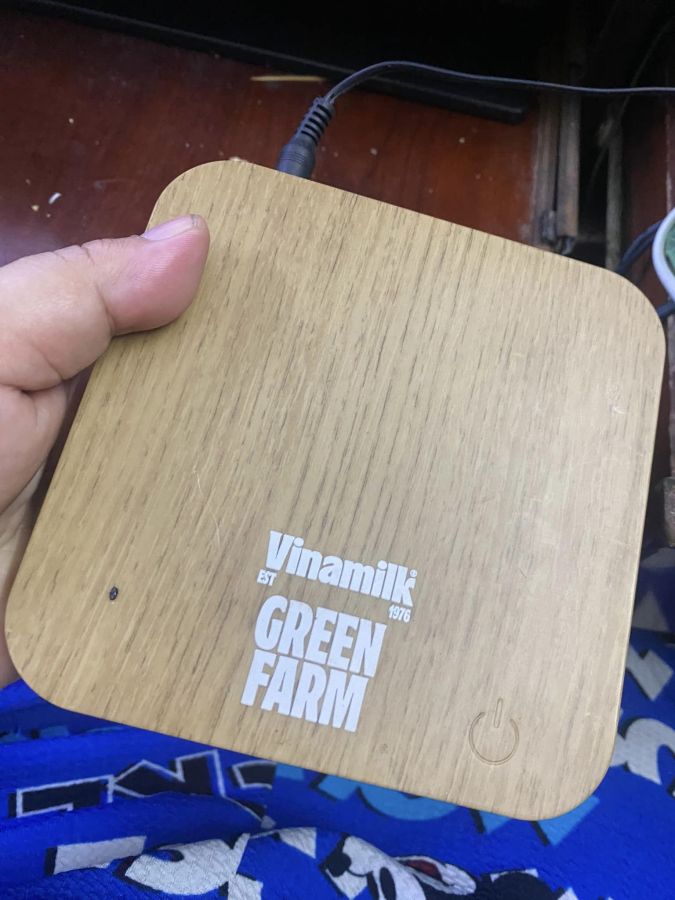 Vinamilk
EST 1976
GREEN
FARM